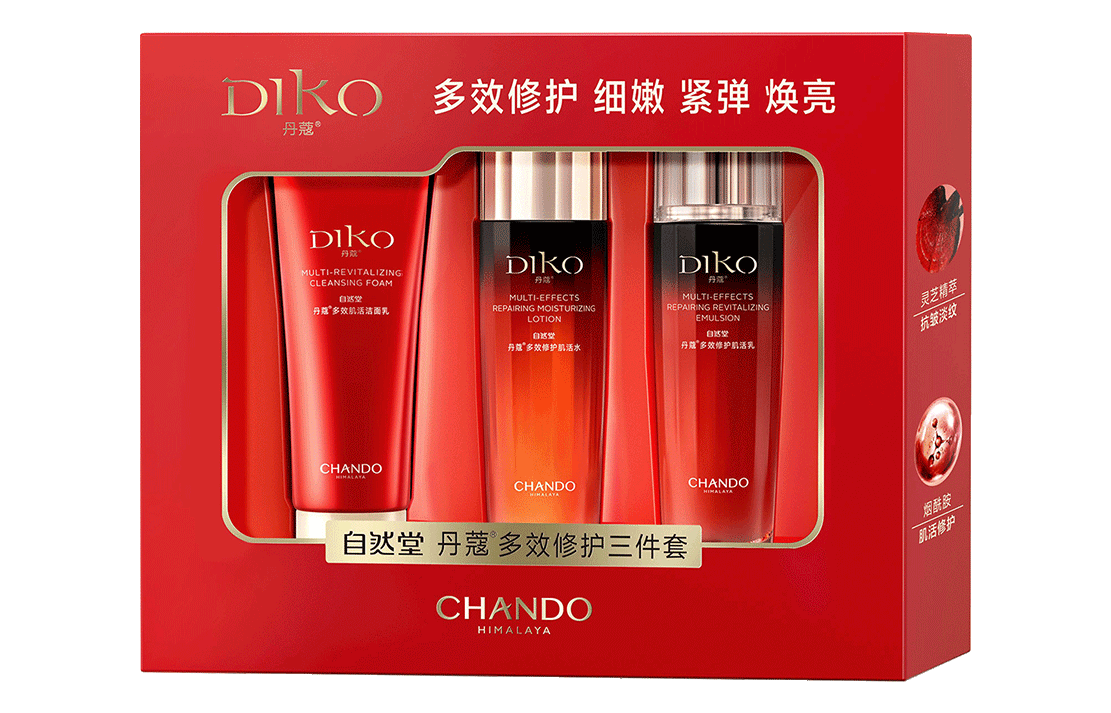 DIKO
丹蔻®
多效修护 细嫩 紧弹 焕亮
DIKO
丹蔻®
MULTI-REVITALIZING
CLEANSING FOAM
自然堂
丹蔻®多效肌活洁面乳
CHANDO
HIMALAYA
DIKO
丹蔻®
MULTI-EFFECTS
REPAIRING MOISTURIZING
LOTION
自然堂
丹蔻®多效修护肌活水
CHANDO
HIMALAYA
DIKO
丹蔻®
MULTI-EFFECTS
REPAIRING REVITALIZING
EMULSION
自然堂
丹蔻®多效修护肌活乳
CHANDO
HIMALAYA
灵芝精萃
抗皱淡纹
烟酰胺
肌活修护
自然堂 丹蔻®多效修护三件套
CHANDO
HIMALAYA